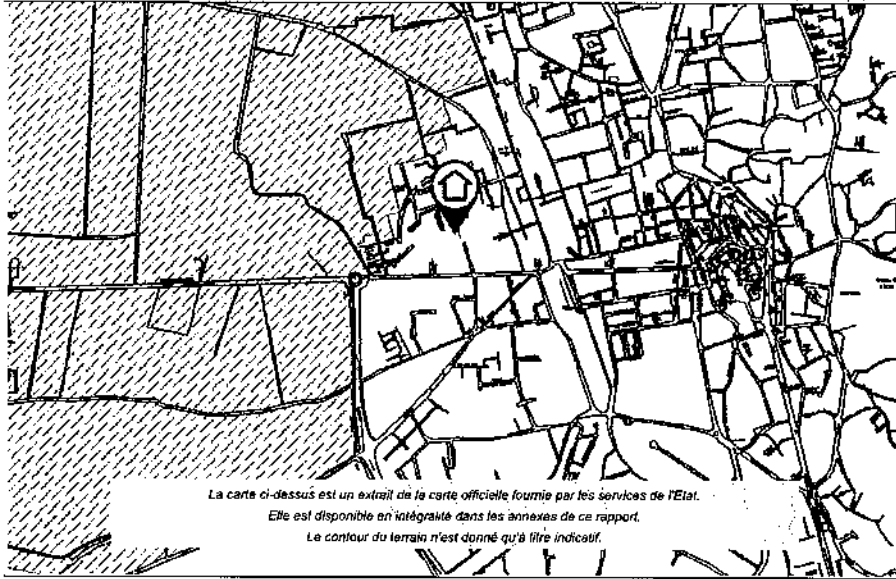 La carte ci-dessus est un extrait de la carte officielle fournie par les services de l'Etat.
Elle est disponible en intégralité dans les annexes de ce rapport.
Le contour du terrain n'est donné qu'à titre indicatif.